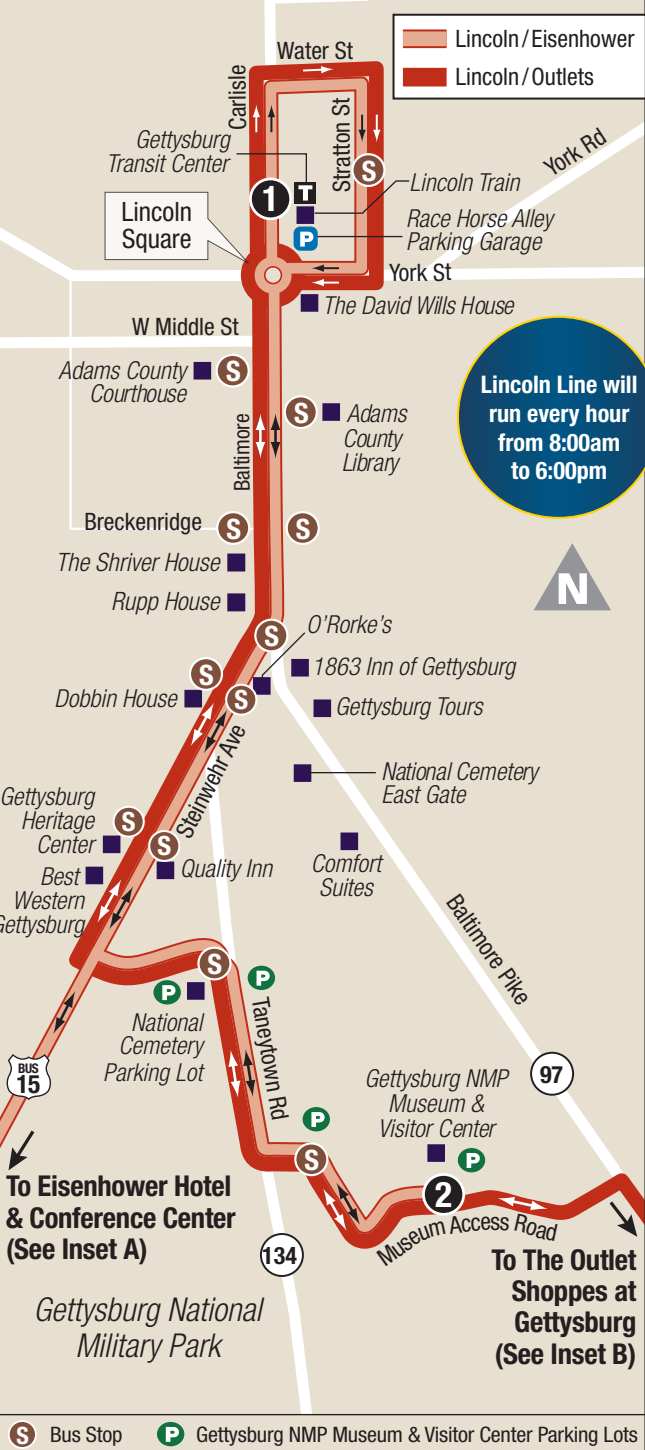 Lincoln/Eisenhower
Lincoln/Outlets
Water St
Carlisle
Stratton St
York Rd
Gettysburg
Transit Center
T
S
1
Lincoln Train
P
Race Horse Alley
Parking Garage
Lincoln
Square
York St
The David Wills House
W Middle St
Adams County
Courthouse
S
S
Adams
County
Library
Baltimore
Lincoln Line will
run every hour
from 8:00am
to 6:00pm
Breckenridge
S
S
The Shriver House
Rupp House
N
O'Rorke's
S
1863 Inn of Gettysburg
S
Dobbin House
S
Gettysburg Tours
Steinwehr Ave
National Cemetery
East Gate
Gettysburg
Heritage
Center
S
S
Quality Inn
Best
Western
Gettysburg
Comfort
Suites
Baltimore Pike
S
P
P
National
Cemetery
Parking Lot
Taneytown Rd
BUS
15
97
Gettysburg NMP
Museum &
Visitor Center
P
P
S
2
Museum Access Road
To Eisenhower Hotel
& Conference Center
(See Inset A)
134
To The Outlet
Shoppes at
Gettysburg
(See Inset B)
Gettysburg National
Military Park
S Bus Stop
P Gettysburg NMP Museum & Visitor Center Parking Lots